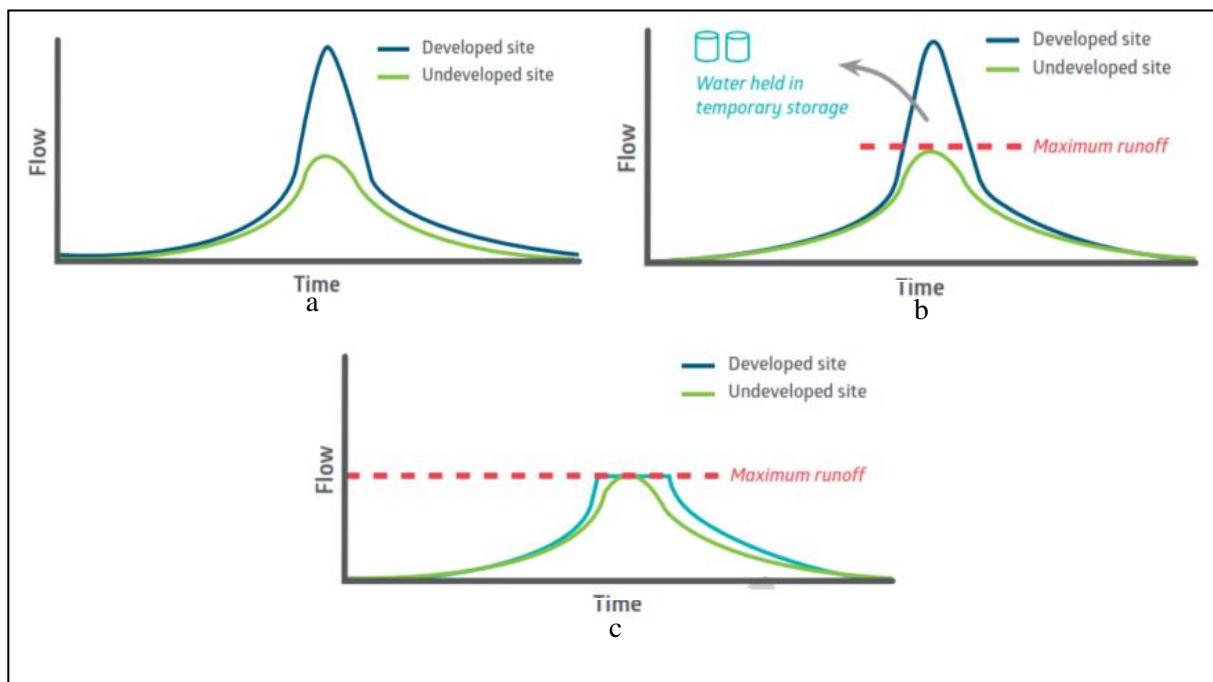 Developed site
Undeveloped site
Flow
Time
a
Water held in
temporary storage
Developed site
Undeveloped site
Maximum runoff
Flow
Time
b
Developed site
Undeveloped site
Maximum runoff
Flow
Time
c